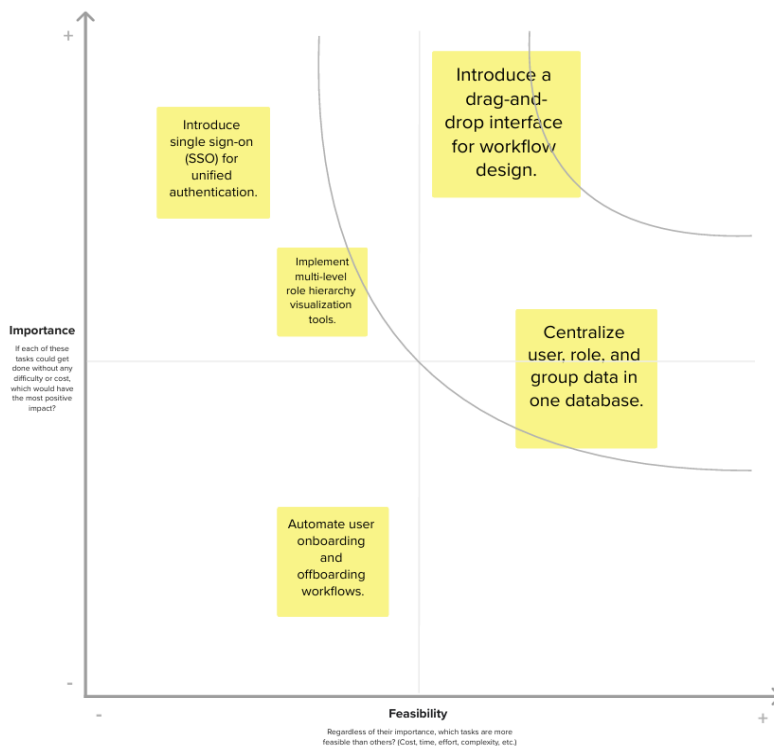 +
Introduce
single sign-on
(SSO) for
unified
authentication.
Introduce a
drag-and-
drop interface
for workflow
design.
Implement
multi-level
role hierarchy
visualization
tools.
Importance
If each of these
tasks could get
done without any
difficulty or cost,
which would have
the most positive
impact?
Centralize
user, role, and
group data in
one database.
Automate user
onboarding
and
offboarding
workflows.
-
-
Feasibility
+
Regardless of their importance, which tasks are more
feasible than others? (Cost, time, effort, complexity, etc.)